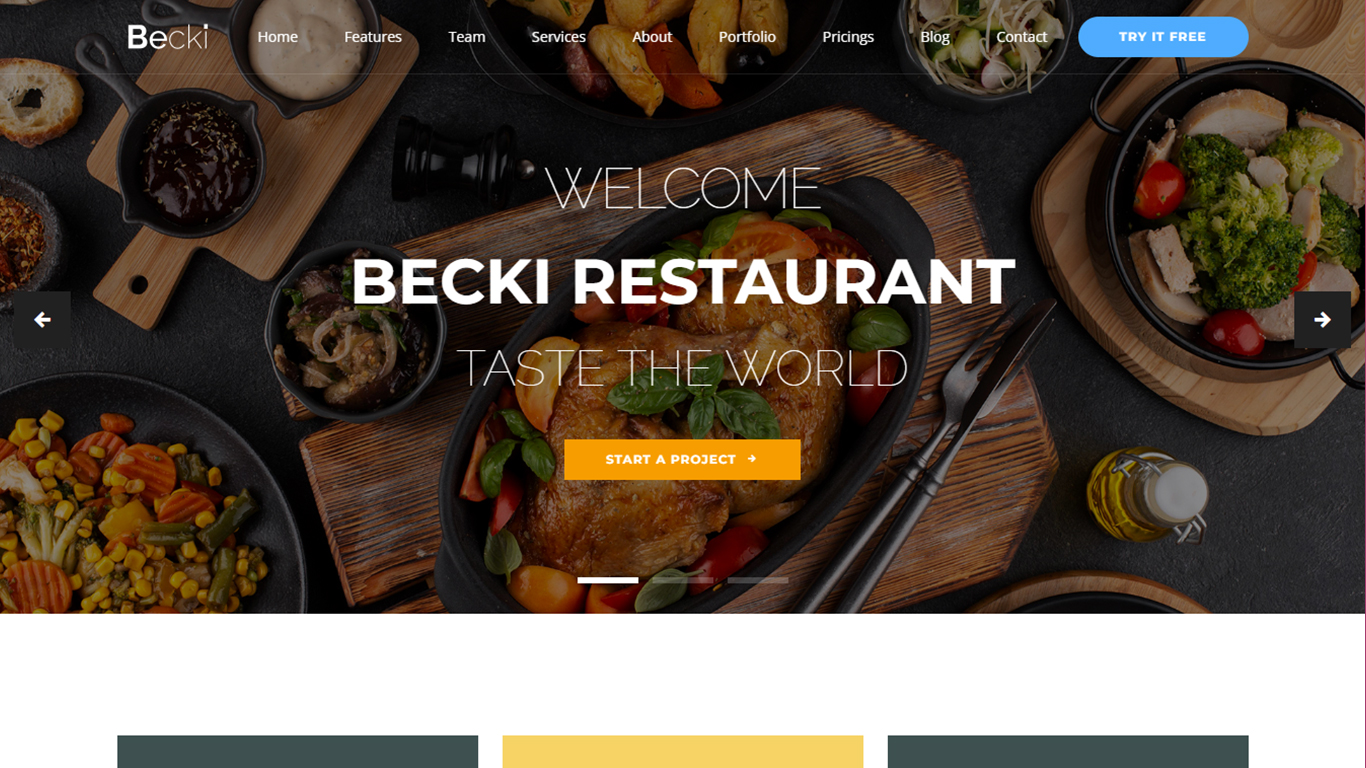 Becki
Home Features Team Services About Portfolio Pricings Blog Contact TRY IT FREE
WELCOME
BECKI RESTAURANT
TASTE THE WORLD
START A PROJECT